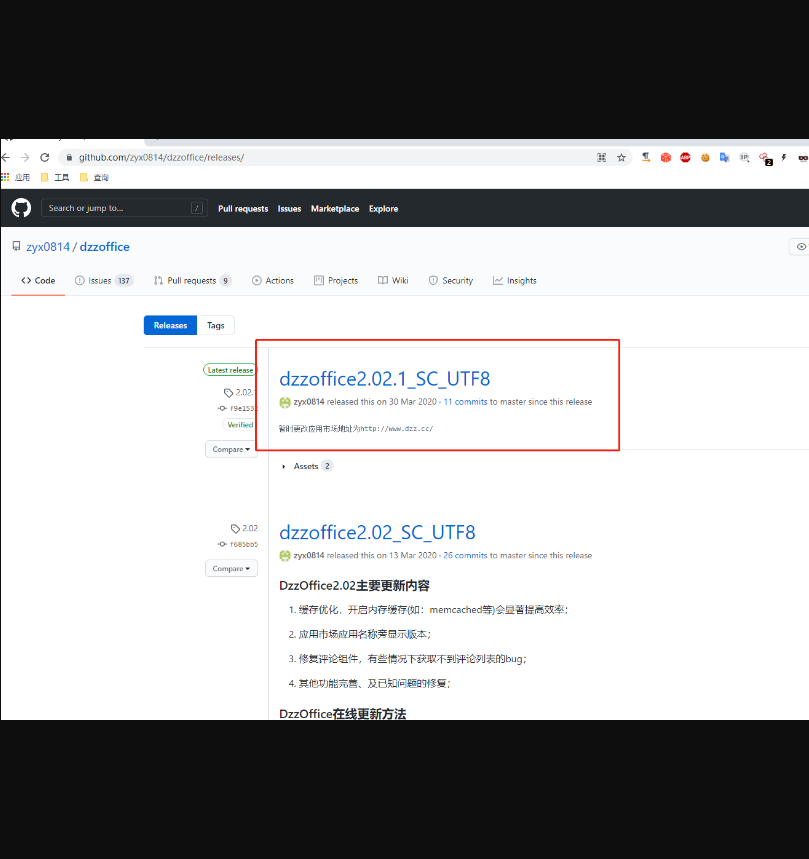 github.com/zyx0814/dzzoffice/releases/
应用 工具 查询
Search or jump to... / Pull requests Issues Marketplace Explore
zyx0814 / dzzoffice
Code Issues 137 Pull requests 9 Actions Projects Wiki Security Insights
Releases Tags
Latest release
dzzoffice2.02.1_SC_UTF8
2.02.
zyx0814 released this on 30 Mar 2020 · 11 commits to master since this release
f9e153
Verified
暂时更改应用市场地址为http://www.dzz.cc/
Compare
Assets 2
2.02
dzzoffice2.02_SC_UTF8
f685bb5
zyx0814 released this on 13 Mar 2020 · 26 commits to master since this release
Compare
DzzOffice2.02主要更新内容
1. 缓存优化，开启内存缓存(如：memcached等)会显著提高效率；
2. 应用市场应用名称旁显示版本；
3. 修复评论组件，有些情况下获取不到评论列表的bug；
4. 其他功能完善、及已知问题的修复；
DzzOffice在线更新方法